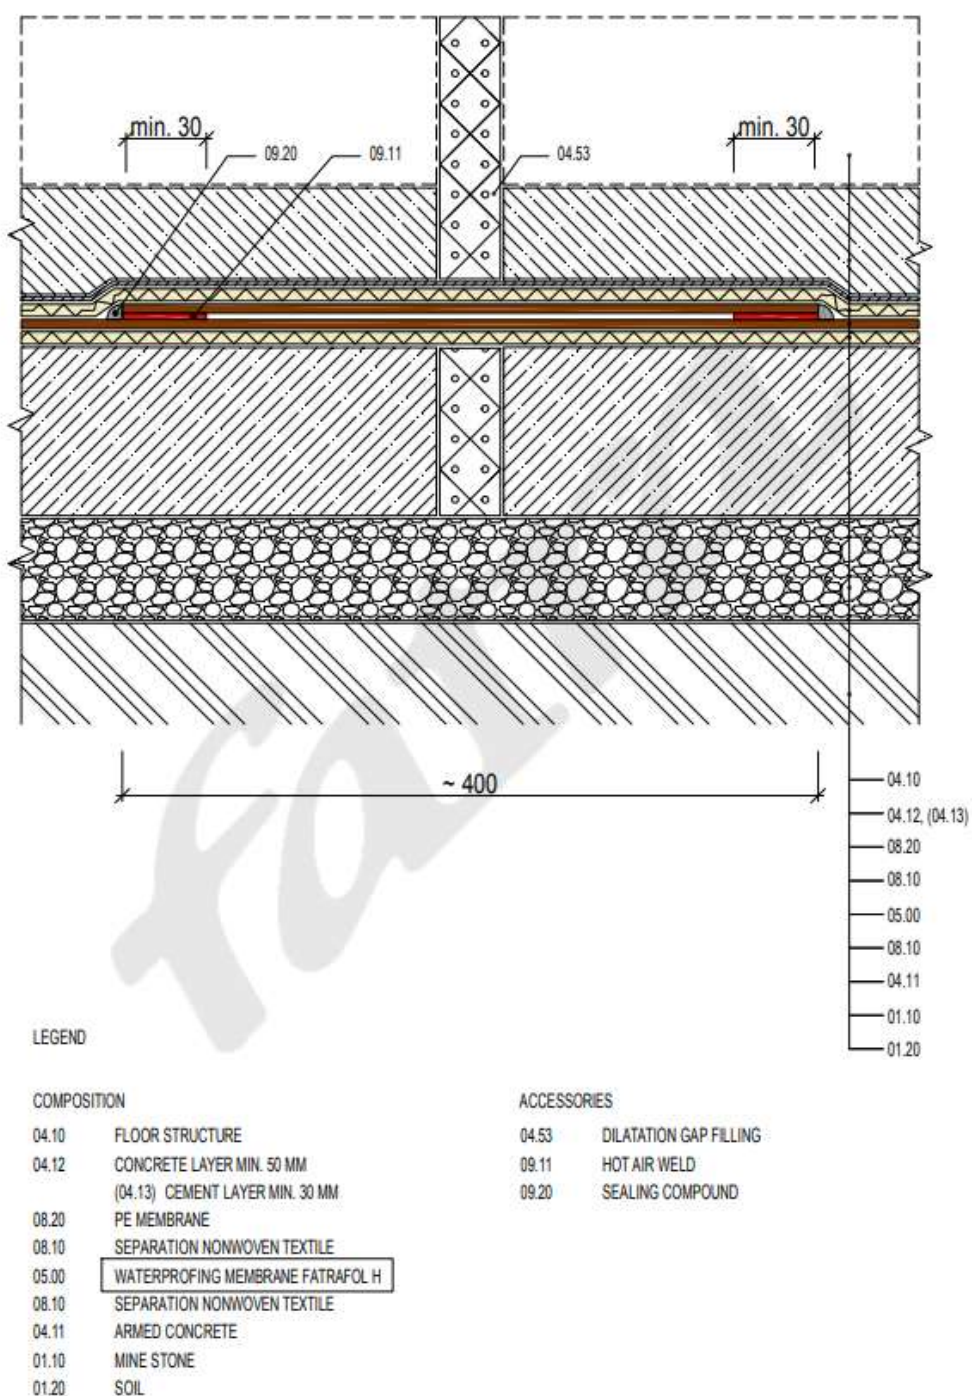 min. 30
min. 30
09.20
09.11
04.53
~ 400
04.10
04.12, (04.13)
08.20
08.10
05.00
08.10
04.11
01.10
01.20
fatra
LEGEND
COMPOSITION
04.10 FLOOR STRUCTURE
04.12 CONCRETE LAYER MIN. 50 MM
(04.13) CEMENT LAYER MIN. 30 MM
08.20 PE MEMBRANE
08.10 SEPARATION NONWOVEN TEXTILE
05.00 WATERPROFING MEMBRANE FATRAFOL H
08.10 SEPARATION NONWOVEN TEXTILE
04.11 ARMED CONCRETE
01.10 MINE STONE
01.20 SOIL
ACCESSORIES
04.53 DILATATION GAP FILLING
09.11 HOT AIR WELD
09.20 SEALING COMPOUND